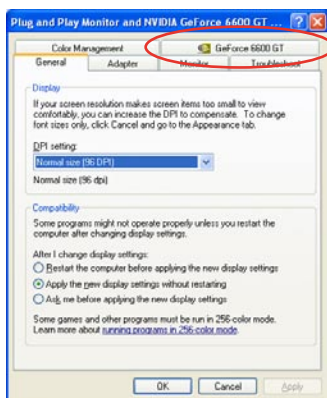 Plug and Play Monitor and NVIDIA GeForce 6600 GT ...
Color Management
GeForce 6600 GT
General
Adapter
Monitor
Troubleshoot
Display
If your screen resolution makes screen items too small to view
comfortably, you can increase the DPI to compensate. To change
font sizes only, click Cancel and go to the Appearance tab.
DPI setting:
Normal size (96 DPI)
Normal size (96 dpi)
Compatibility
Some programs might not operate properly unless you restart the
computer after changing display settings.
After I change display settings:
Restart the computer before applying the new display settings
Apply the new display settings without restarting
Ask me before applying the new display settings
Some games and other programs must be run in 256-color mode.
Learn more about running programs in 256-color mode.
OK
Cancel
Apply